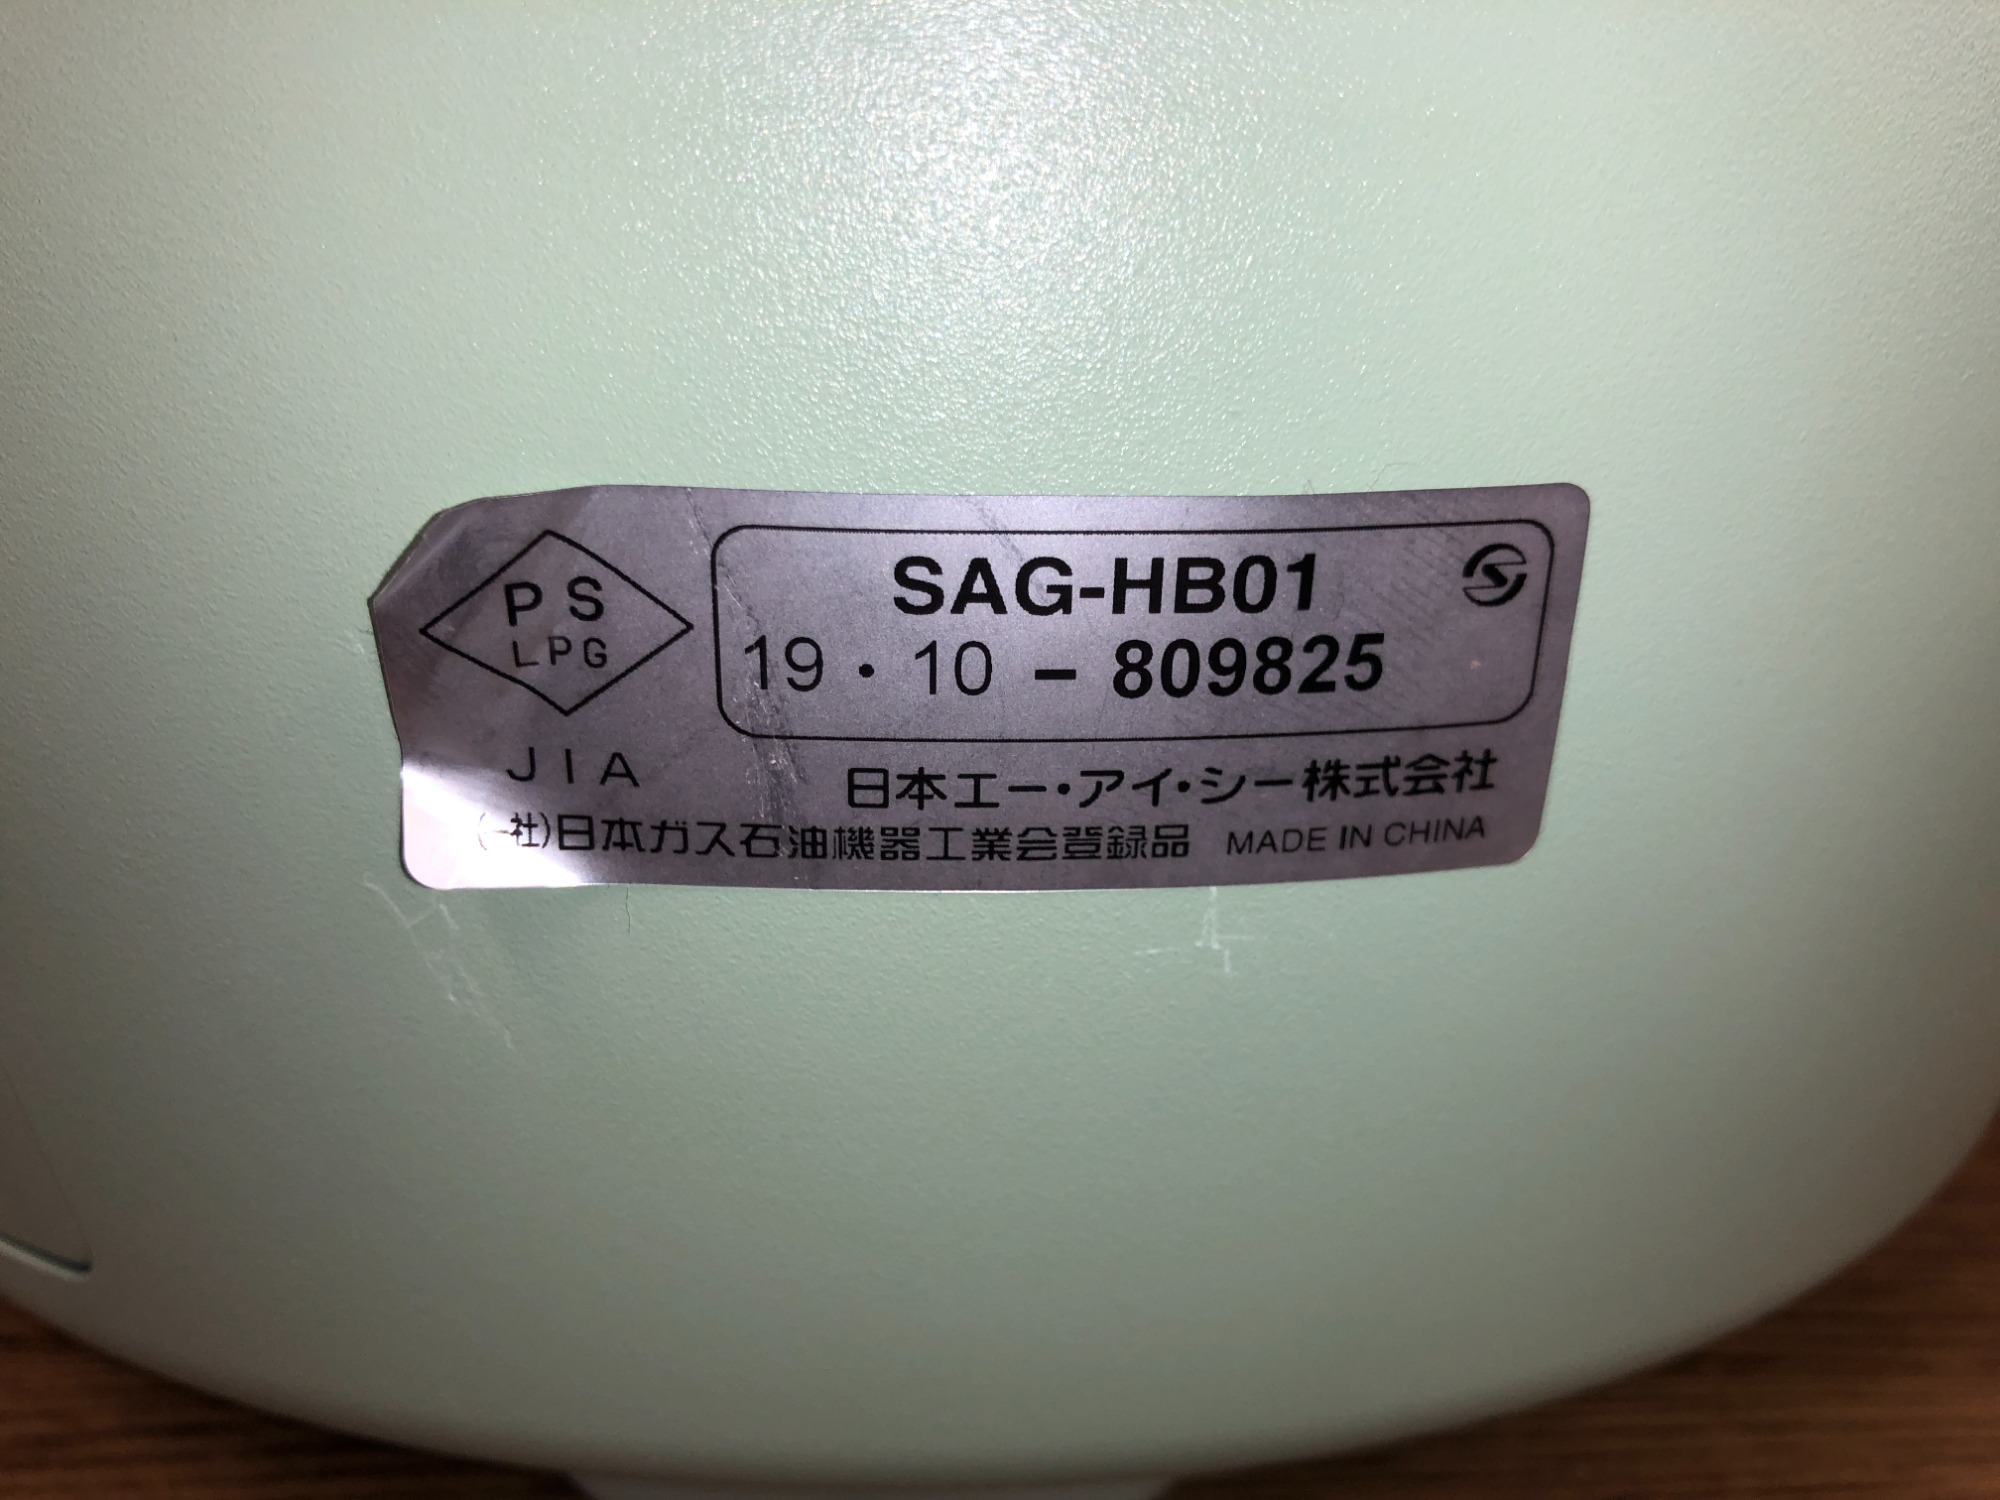 PS
LPG
JIA
SAG-HB01
19・10 - 809825
日本エー・アイ・シー株式会社
(一社)日本ガス石油機器工業会登録品 MADE IN CHINA